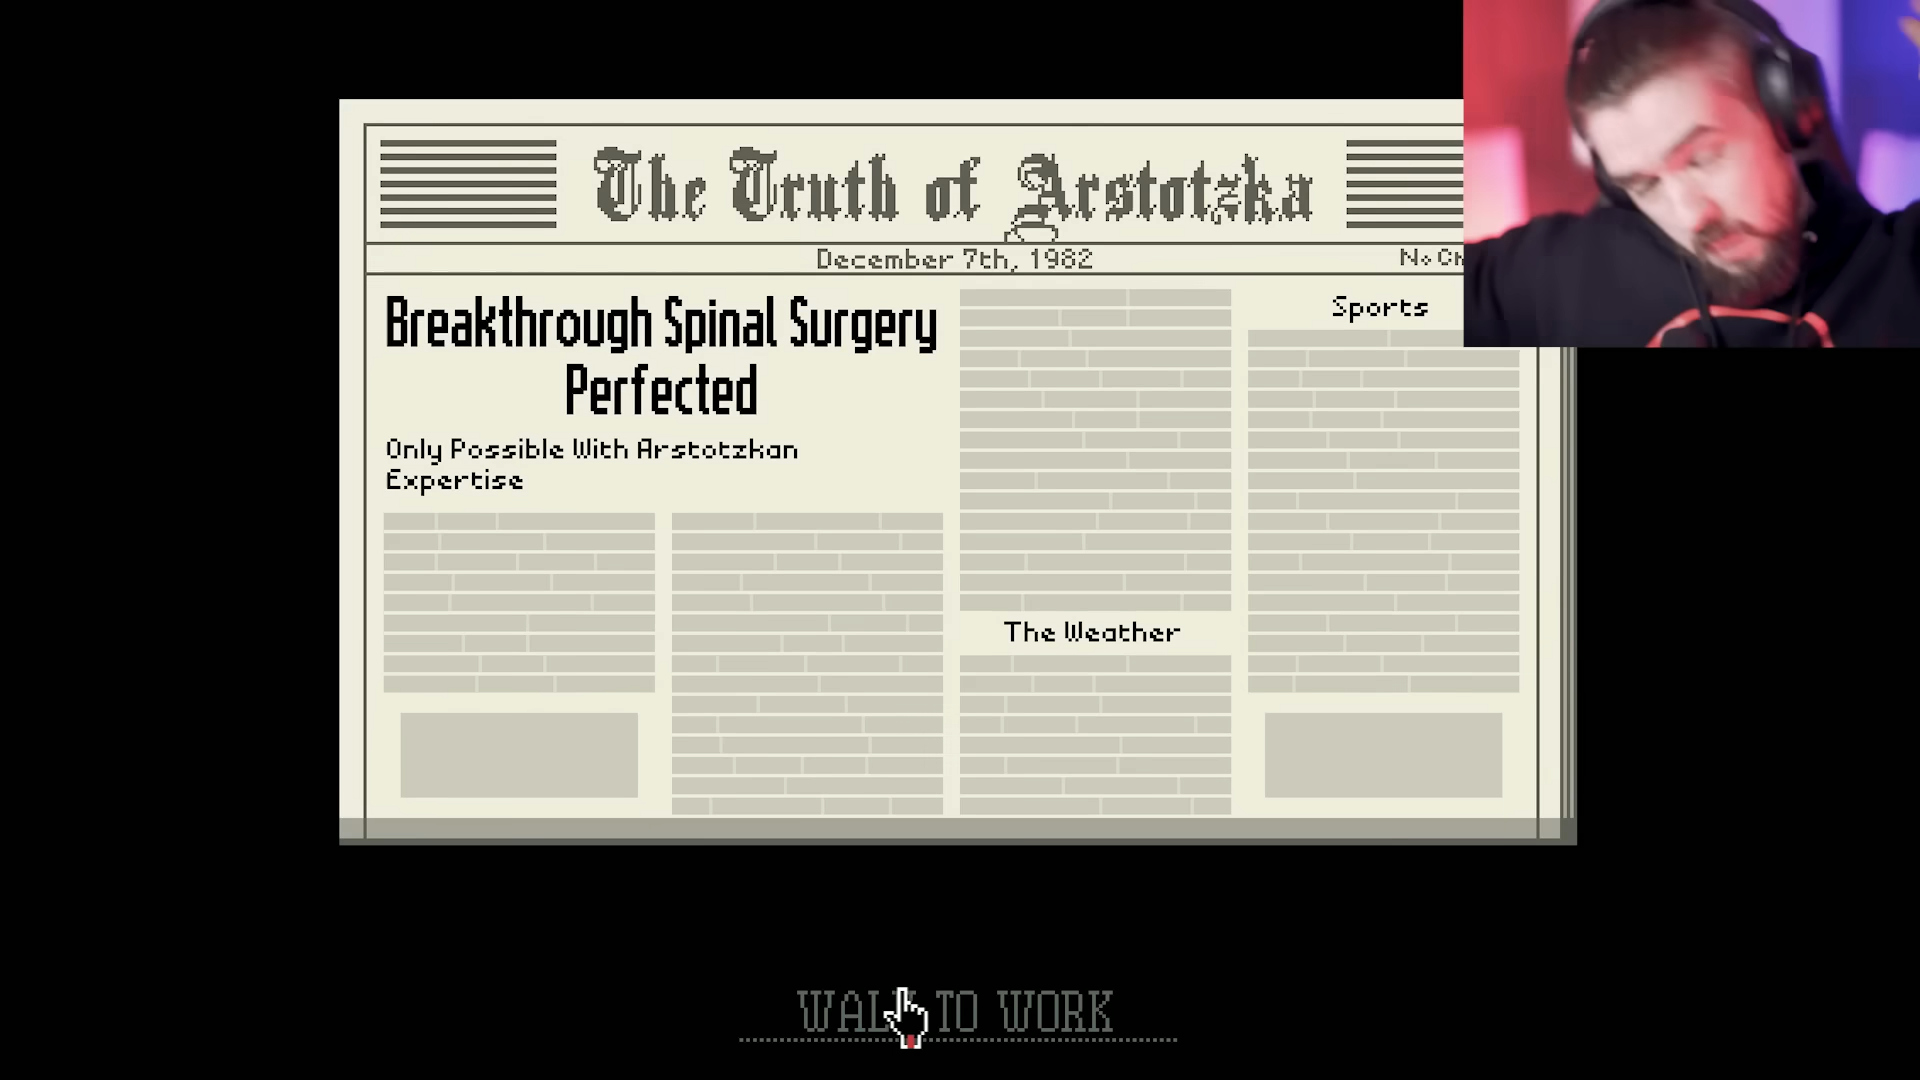 The Truth of Arstotzka
December 7th, 1982
Breakthrough Spinal Surgery
Perfected
Only Possible With Arstotzkan
Expertise
Sports
The Weather
TO WORK